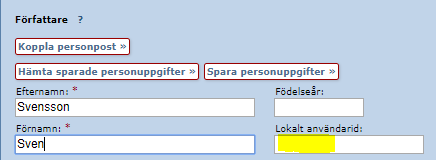 Författare ?
Koppla personpost »
Hämta sparade personuppgifter » Spara personuppgifter »
Efternamn: * Födelseår:
Svensson
Förnamn: * Lokalt användarid:
Sven